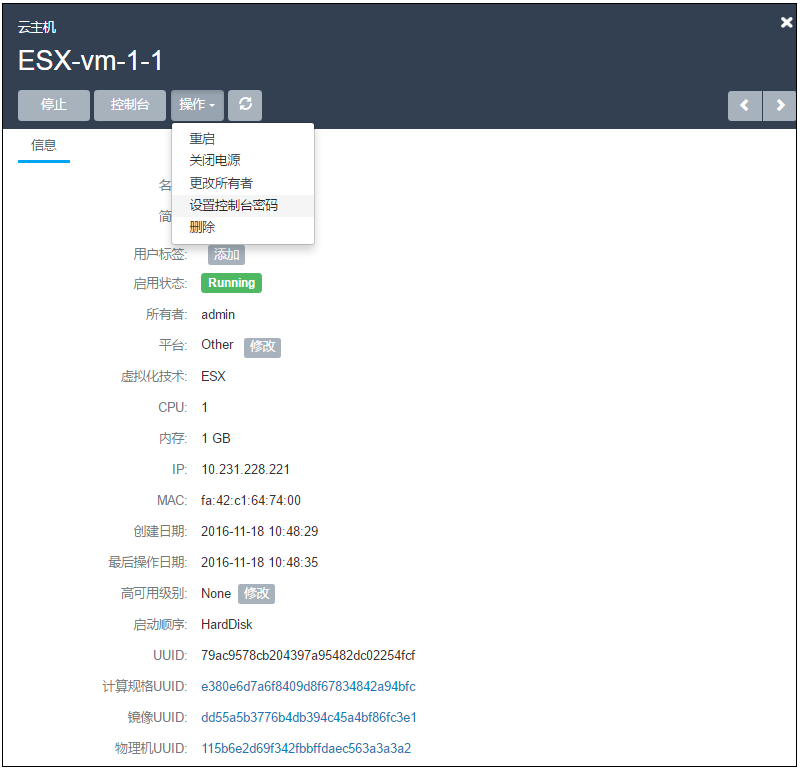 云主机
ESX-vm-1-1
停止 控制台 操作
重启
关闭电源
更改所有者
设置控制台密码
删除
信息
名
简
用户标签: 添加
启用状态: Running
所有者: admin
平台: Other 修改
虚拟化技术: ESX
CPU: 1
内存: 1 GB
IP: 10.231.228.221
MAC: fa:42:c1:64:74:00
创建日期: 2016-11-18 10:48:29
最后操作日期: 2016-11-18 10:48:35
高可用级别: None 修改
启动顺序: HardDisk
UUID: 79ac9578cb204397a95482dc02254fcf
计算规格UUID: e380e6d7a6f8409d8f67834842a94bfc
镜像UUID: dd55a5b3776b4db394c45a4bf86fc3e1
物理机UUID: 115b6e2d69f342fbbffdaec563a3a3a2